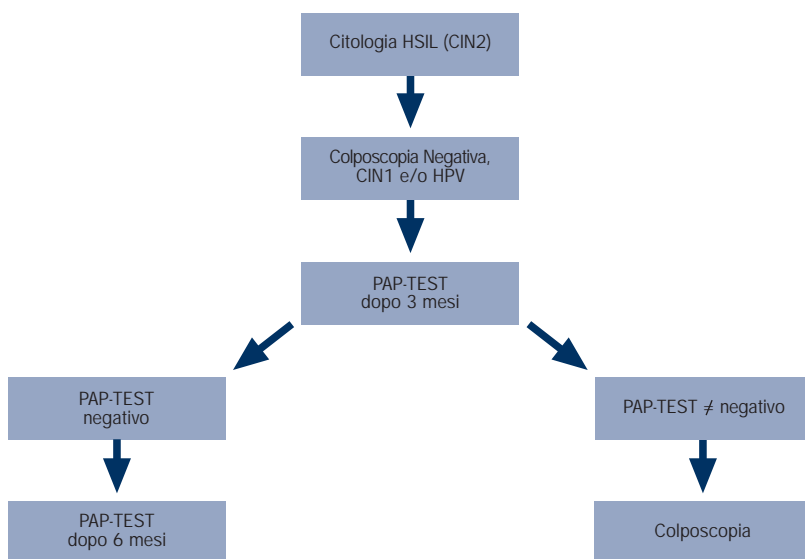 Citologia HSIL (CIN2)
Colposcopia Negativa,
CIN1 e/o HPV
PAP-TEST
dopo 3 mesi
PAP-TEST
negativo
PAP-TEST ≠ negativo
PAP-TEST
dopo 6 mesi
Colposcopia